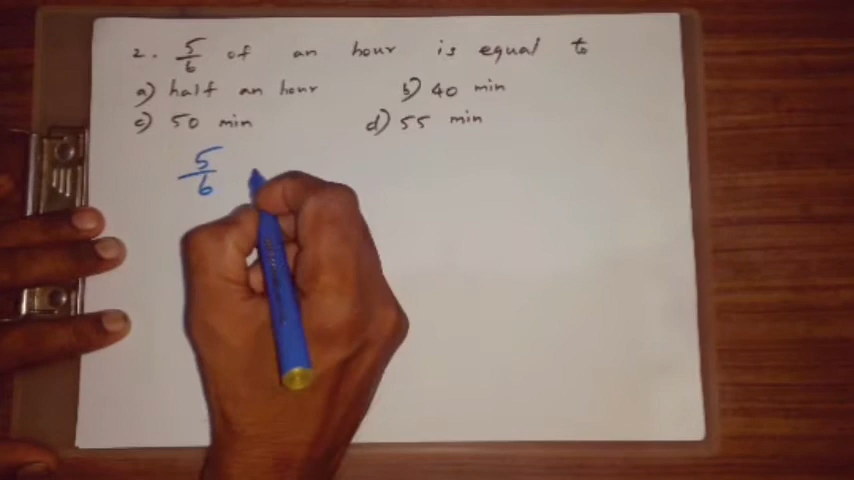 2. 5/6 of an hour is equal to
a) half an hour b) 40 min
c) 50 min d) 55 min
5/6